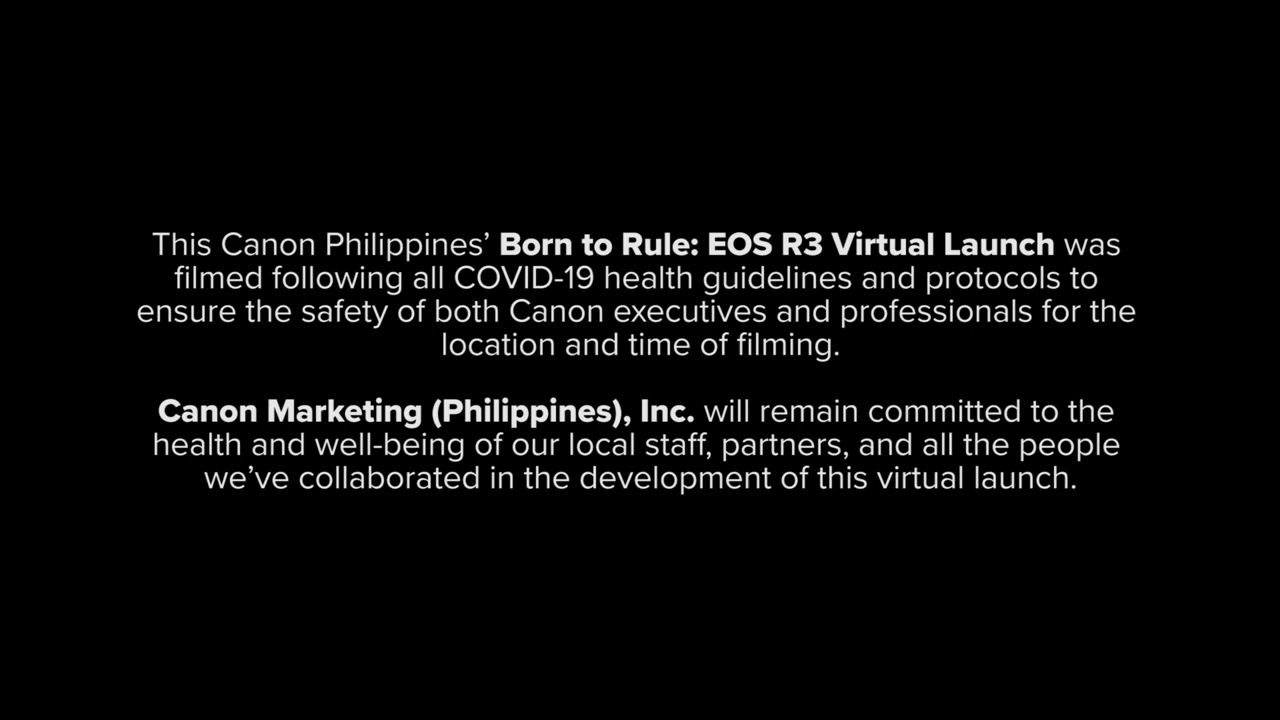 This Canon Philippines’ Born to Rule: EOS R3 Virtual Launch was
filmed following all COVID-19 health guidelines and protocols to
ensure the safety of both Canon executives and professionals for the
location and time of filming.
Canon Marketing (Philippines), Inc. will remain committed to the
health and well-being of our local staff, partners, and all the people
we’ve collaborated in the development of this virtual launch.